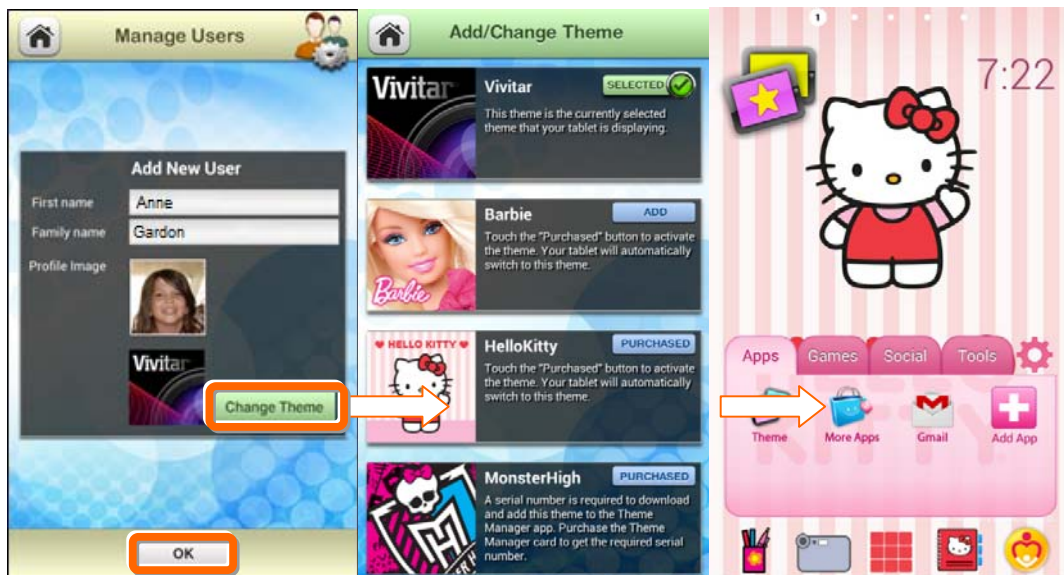 Manage Users
Add New User
First name
Anne
Family name
Gardon
Profile Image
Vivitar
Change Theme
OK
Add/Change Theme
Vivitar
Vivitar
SELECTED
This theme is the currently selected
theme that your tablet is displaying.
Barbie
Barbie
ADD
Touch the "Purchased" button to activate
the theme. Your tablet will automatically
switch to this theme.
HELLO KITTY
HelloKitty
PURCHASED
Touch the "Purchased" button to activate
the theme. Your tablet will automatically
switch to this theme.
MonsterHigh
PURCHASED
A serial number is required to download
and add this theme to the Theme
Manager app. Purchase the Theme
Manager card to get the required serial
number.
1
7:22
Apps
Games
Social
Tools
Theme
More Apps
Gmail
Add App